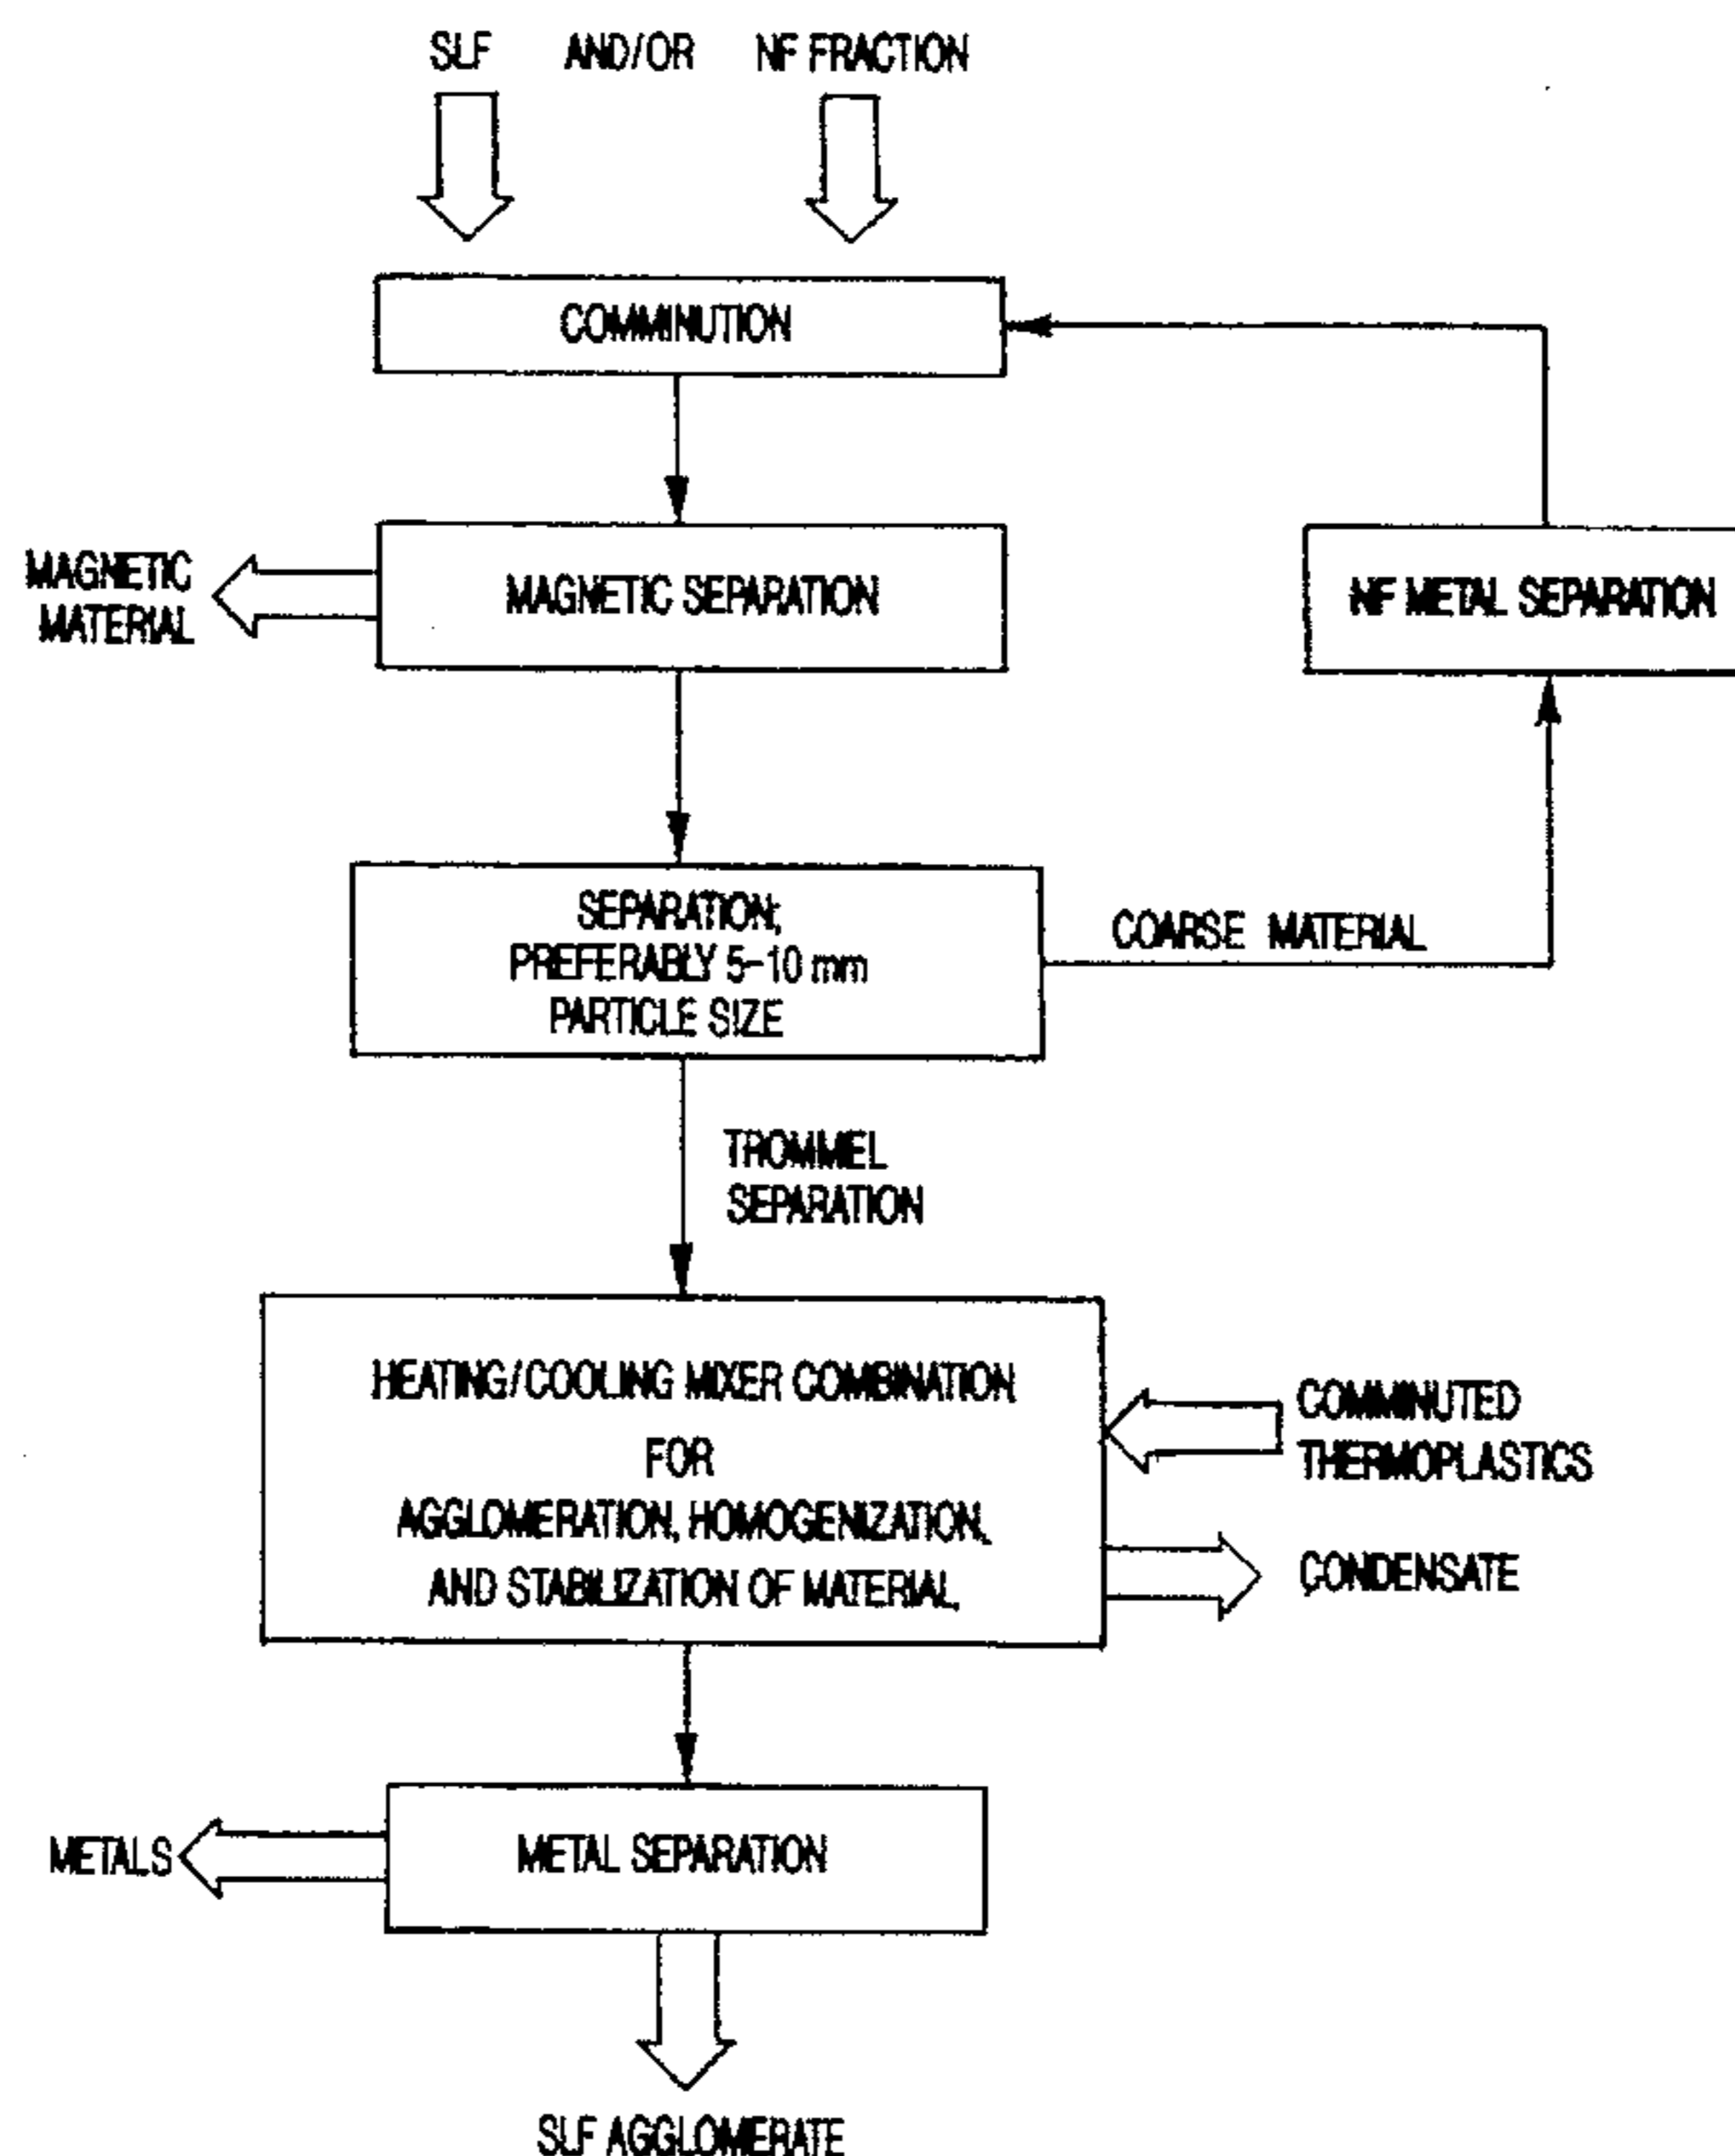 SLF AND/OR NF FRACTION
COMMINUTION
MAGNETIC
MATERIAL
MAGNETIC SEPARATION
NF METAL SEPARATION
SEPARATION,
PREFERABLY 5-10 mm
PARTICLE SIZE
COARSE MATERIAL
TROMMEL
SEPARATION
HEATING/COOLING MIXER COMBINATION
FOR
AGGLOMERATION, HOMOGENIZATION,
AND STABILIZATION OF MATERIAL,
COMMINUTED
THERMOPLASTICS
CONDENSATE
METALS
METAL SEPARATION
SLF AGGLOMERATE